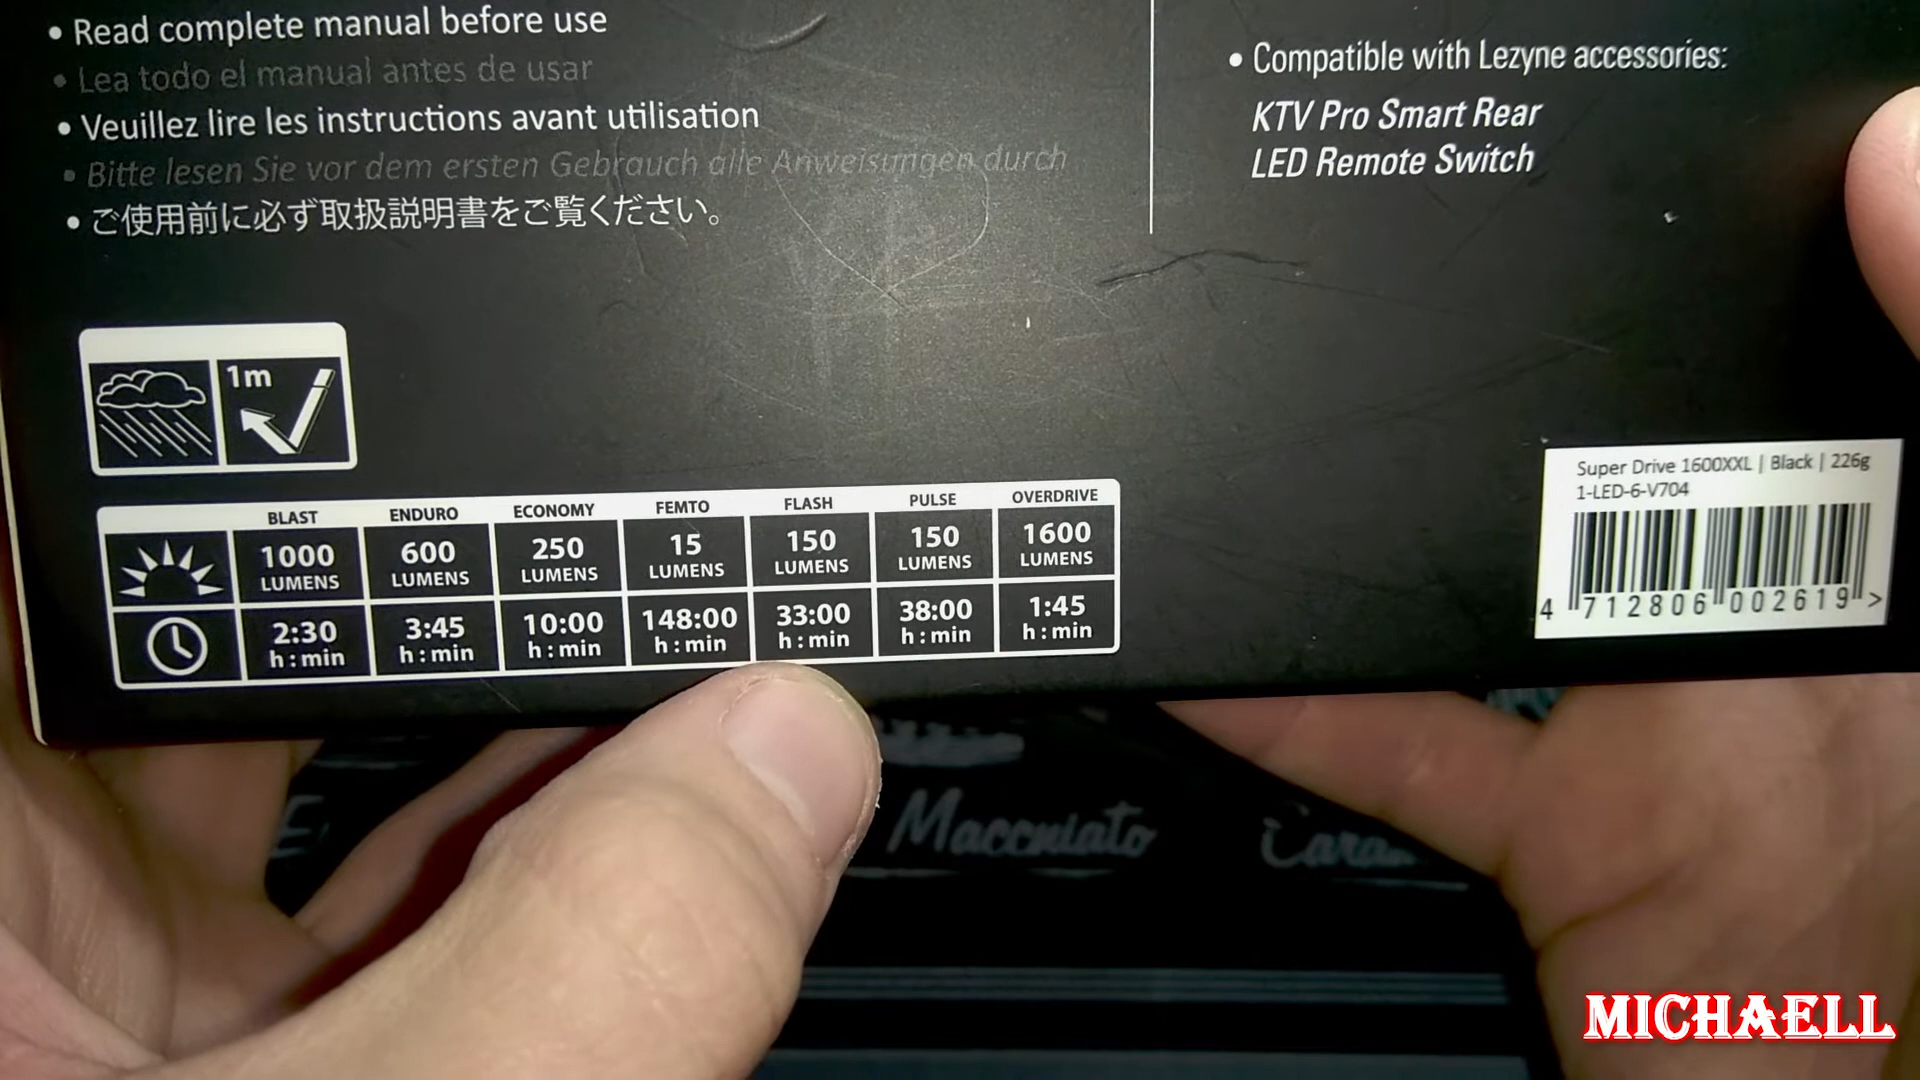 • Read complete manual before use
• Lea todo el manual antes de usar
• Veuillez lire les instructions avant utilisation
• Bitte lesen Sie vor dem ersten Gebrauch alle Anweisungen durch
• ご使用前に必ず取扱説明書をご覧ください。
• Compatible with Lezyne accessories:
KTV Pro Smart Rear
LED Remote Switch
1m
BLAST ENDURO ECONOMY FEMTO FLASH PULSE OVERDRIVE
1000 600 250 15 150 150 1600
LUMENS LUMENS LUMENS LUMENS LUMENS LUMENS LUMENS
2:30 3:45 10:00 148:00 33:00 38:00 1:45
h:min h:min h:min h:min h:min h:min h:min
Super Drive 1600XXL | Black | 226g
1-LED-6-V704
4 712806 002619 >
Macchiato
MICHAELL